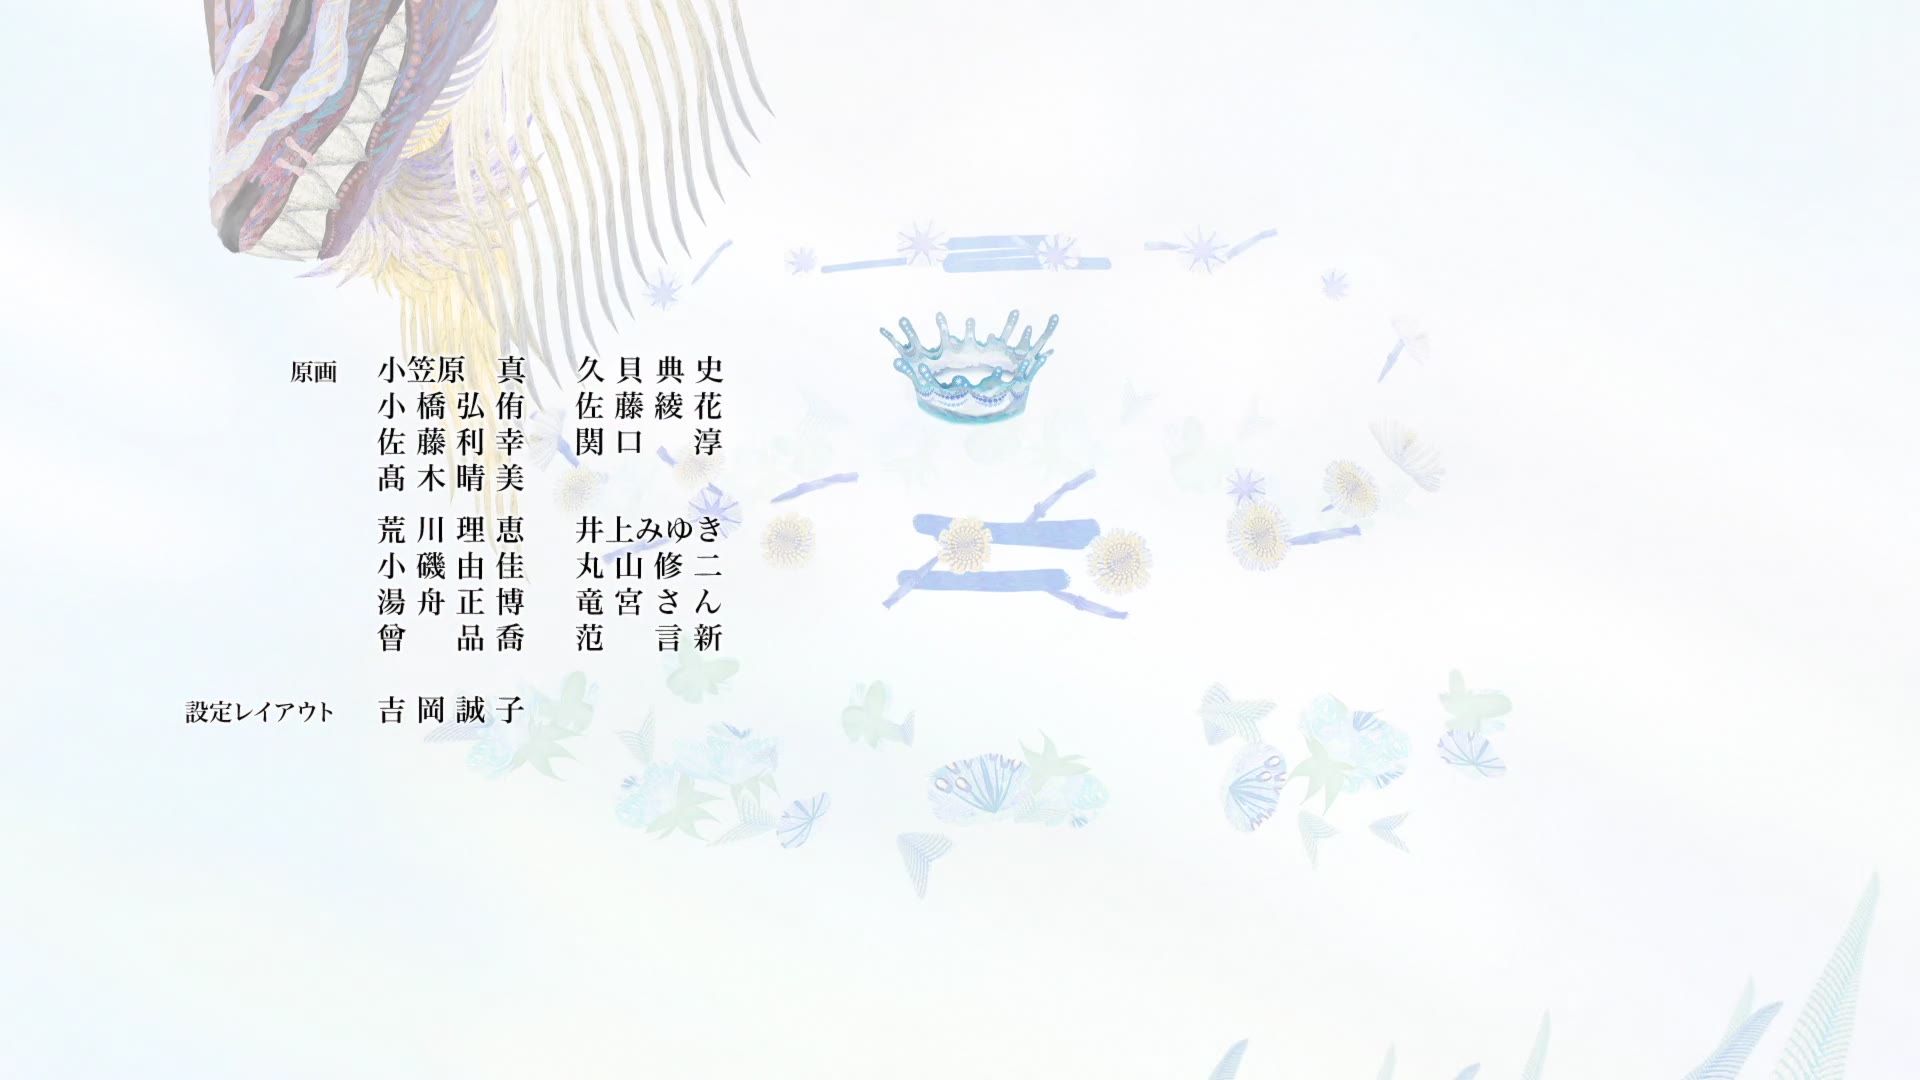 原画 小笠原 真 久貝典史
小橋弘侑 佐藤綾花
佐藤利幸 関口 淳
髙木晴美
荒川理恵 井上みゆき
小磯由佳 丸山修二
湯舟正博 竜宮さん
曾 品喬 范 言新
設定レイアウト 吉岡誠子